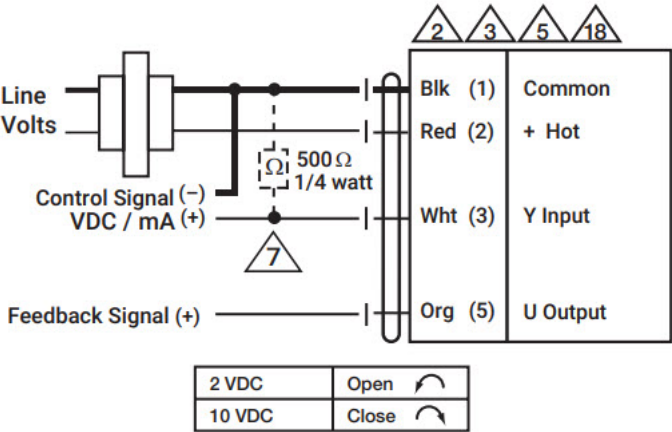 2 3 5 18
Line
Volts
Blk (1) Common
Red (2) + Hot
Ω 500 Ω
1/4 watt
Control Signal (−)
VDC / mA (+)
Wht (3) Y Input
7
Feedback Signal (+)
Org (5) U Output
2 VDC Open
10 VDC Close